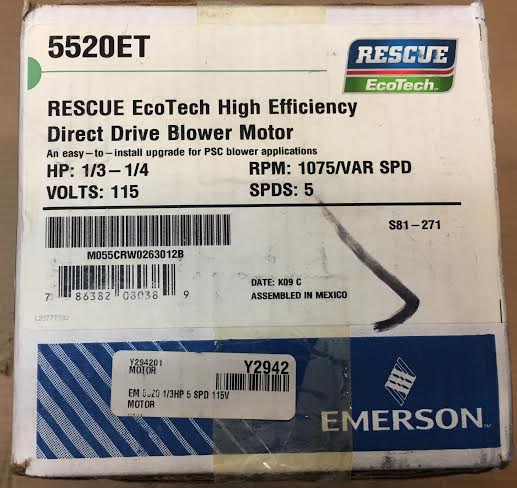 5520ET
RESCUE
EcoTech
RESCUE EcoTech High Efficiency
Direct Drive Blower Motor
An easy-to-install upgrade for PSC blower applications
HP: 1/3-1/4 RPM: 1075/VAR SPD
VOLTS: 115 SPDS: 5
S81-271
M055CRW0263012B
7 86382 08038 9
DATE: K09 C
ASSEMBLED IN MEXICO
Y294201
MOTOR
Y2942
EM 5520 1/3HP 5 SPD 115V
MOTOR
EMERSON